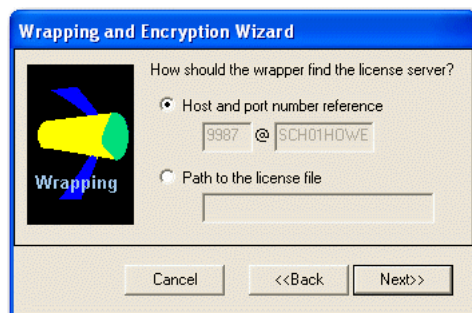 Wrapping and Encryption Wizard
How should the wrapper find the license server?
Host and port number reference
9987 @ SCH01HOWE
Path to the license file
Wrapping
Cancel <<Back Next>>